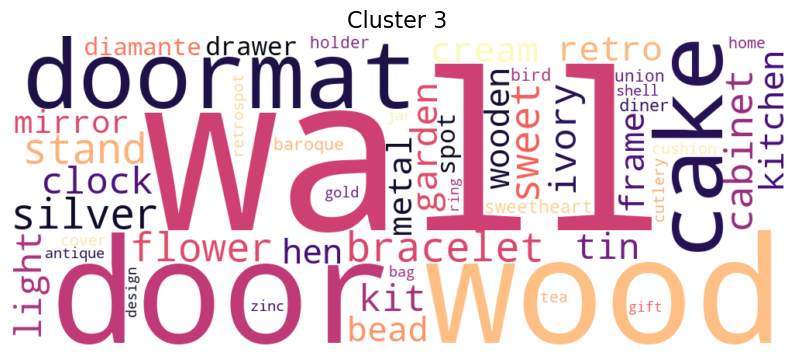 Cluster 3
diamante
drawer
holder
cream
retro
home
doormat
wall
cake
bird
union
shell
diner
mirror
retrospot
jar
stand
baroque
metal
garden
spot
wooden
sweet
ivory
frame
cushion
cabinet
kitchen
clock
gold
ring
sweetheart
cutlery
silver
light
cover
antique
flower
hen
bracelet
tin
door
wood
design
zinc
bag
kit
bead
tea
gift